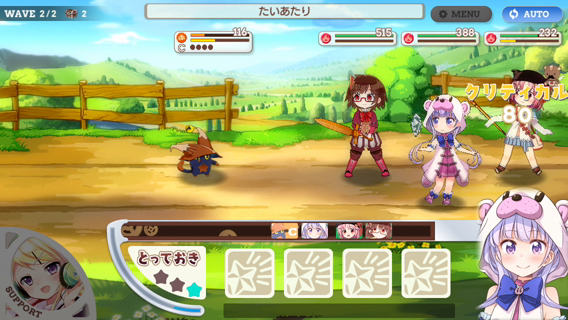 WAVE 2/2 2
たいあたり
MENU
AUTO
116
C
515
388
232
クリティカル
80
C
とっておき
SUPPORT